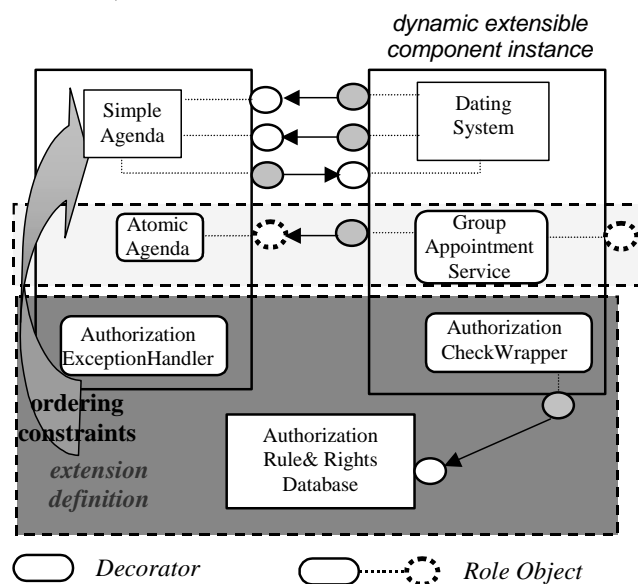 dynamic extensible
component instance
Simple
Agenda
Dating
System
Atomic
Agenda
Group
Appointment
Service
Authorization
ExceptionHandler
Authorization
CheckWrapper
ordering
constraints
extension
definition
Authorization
Rule& Rights
Database
Decorator
Role Object